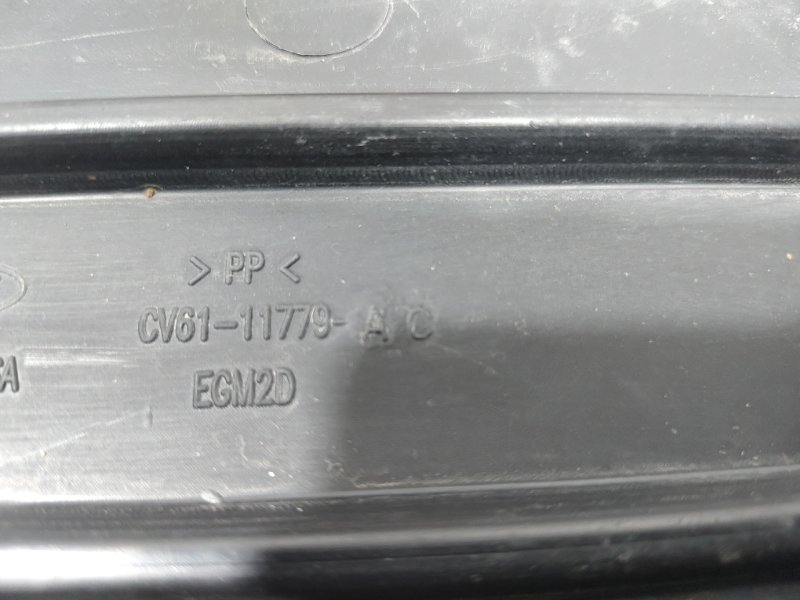 > PP <
CV61-11779-AC
EGM2D